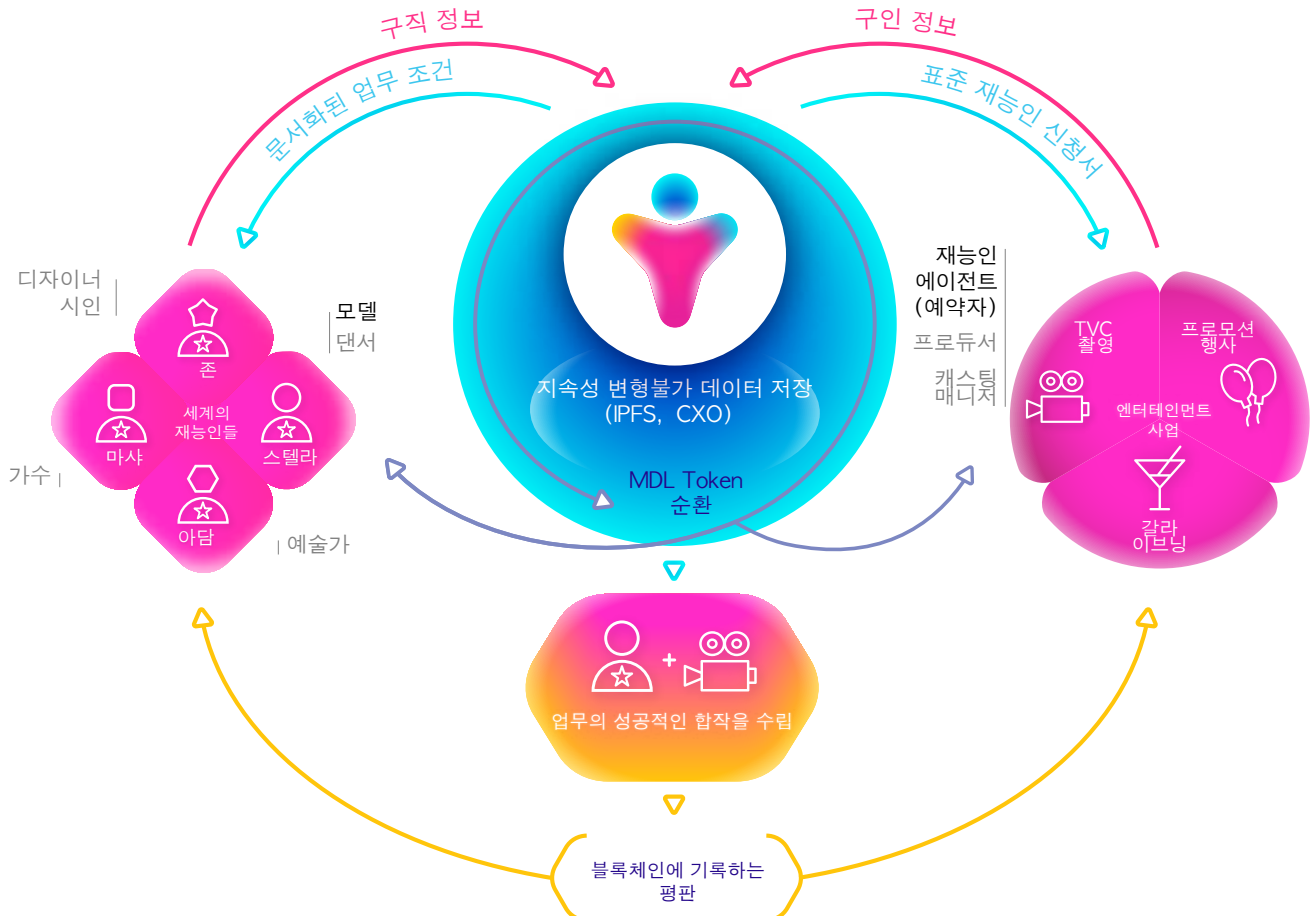 구직 정보
구인 정보
문서화된 업무 조건
표준 재능인 신청서
디자이너
시인
모델
댄서
존
마샤
세계의
재능인들
스텔라
아담
가수
예술가
지속성 변형불가 데이터 저장
(IPFS, CXO)
MDL Token
순환
재능인
에이전트
(예약자)
프로듀서
캐스팅
매니저
TVC
촬영
프로모션
행사
엔터테인먼트
사업
갈라
이브닝
업무의 성공적인 합작을 수립
블록체인에 기록하는
평판